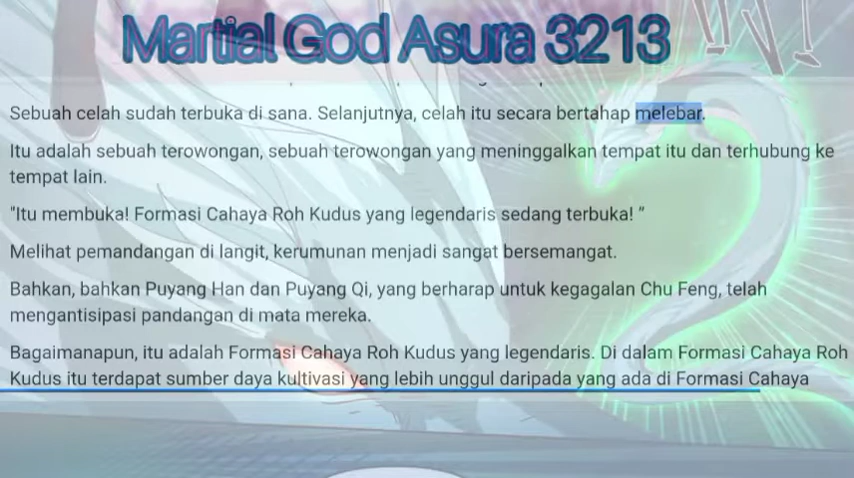 Martial God Asura 3213
Sebuah celah sudah terbuka di sana. Selanjutnya, celah itu secara bertahap melebar.
Itu adalah sebuah terowongan, sebuah terowongan yang meninggalkan tempat itu dan terhubung ke
tempat lain.
"Itu membuka! Formasi Cahaya Roh Kudus yang legendaris sedang terbuka! ”
Melihat pemandangan di langit, kerumunan menjadi sangat bersemangat.
Bahkan, bahkan Puyang Han dan Puyang Qi, yang berharap untuk kegagalan Chu Feng, telah
mengantisipasi pandangan di mata mereka.
Bagaimanapun, itu adalah Formasi Cahaya Roh Kudus yang legendaris. Di dalam Formasi Cahaya Roh
Kudus itu terdapat sumber daya kultivasi yang lebih unggul daripada yang ada di Formasi Cahaya